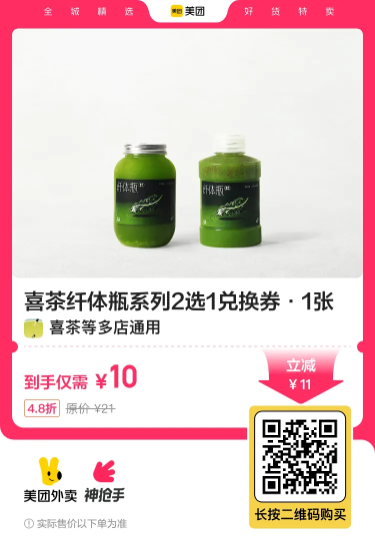 全城精选 美团 好货特卖
纤体瓶
纤体瓶
喜茶纤体瓶系列2选1兑换券·1张
喜茶等多店通用
到手仅需 ¥10
立减
¥11
4.8折 原价 ¥21
美团外卖 神抢手
长按二维码购买
ⓘ 实际售价以下单为准